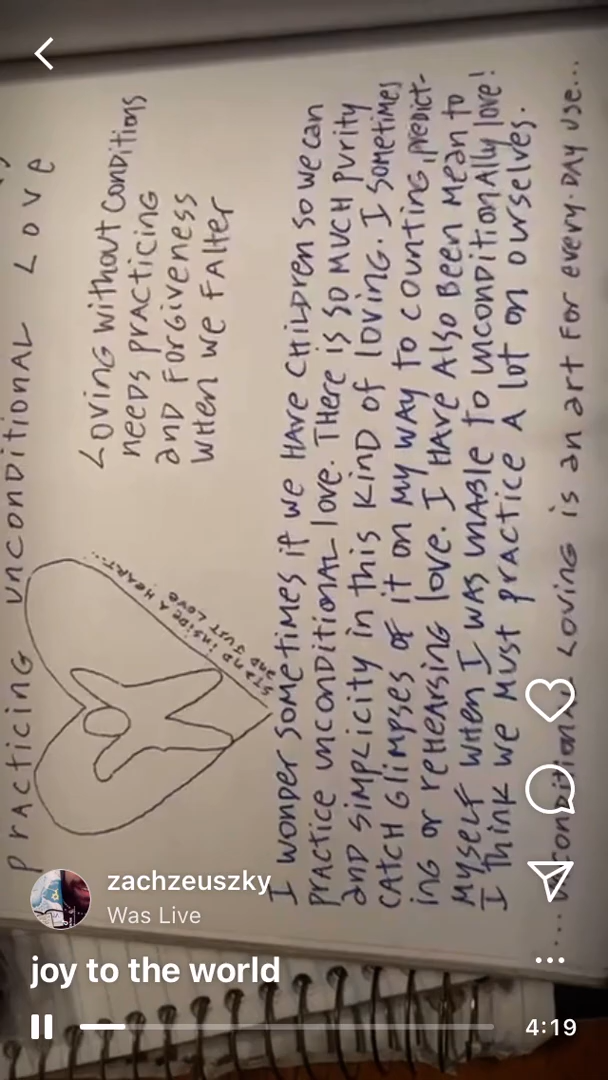 practicing unconditional Love
Loving without conditions
needs practicing
and forgiveness
when we falter
STAND INSIDE A HEART...
AND JUST LOVE
I wonder sometimes if we have children so we can
practice unconditional love. There is so much purity
and simplicity in this kind of loving. I sometimes
catch glimpses of it on my way to counting, predict-
ing or rehearsing love. I have also been mean to
myself when I was unable to unconditionally love!
I think we must practice a lot on ourselves.
Loving is an art for every-day use...
zachzeuszky
Was Live
joy to the world
4:19